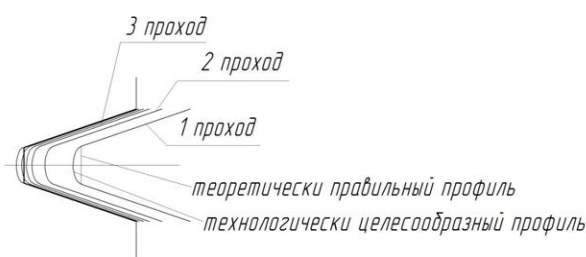 3 проход
2 проход
1 проход
теоретически правильный профиль
технологически целесообразный профиль